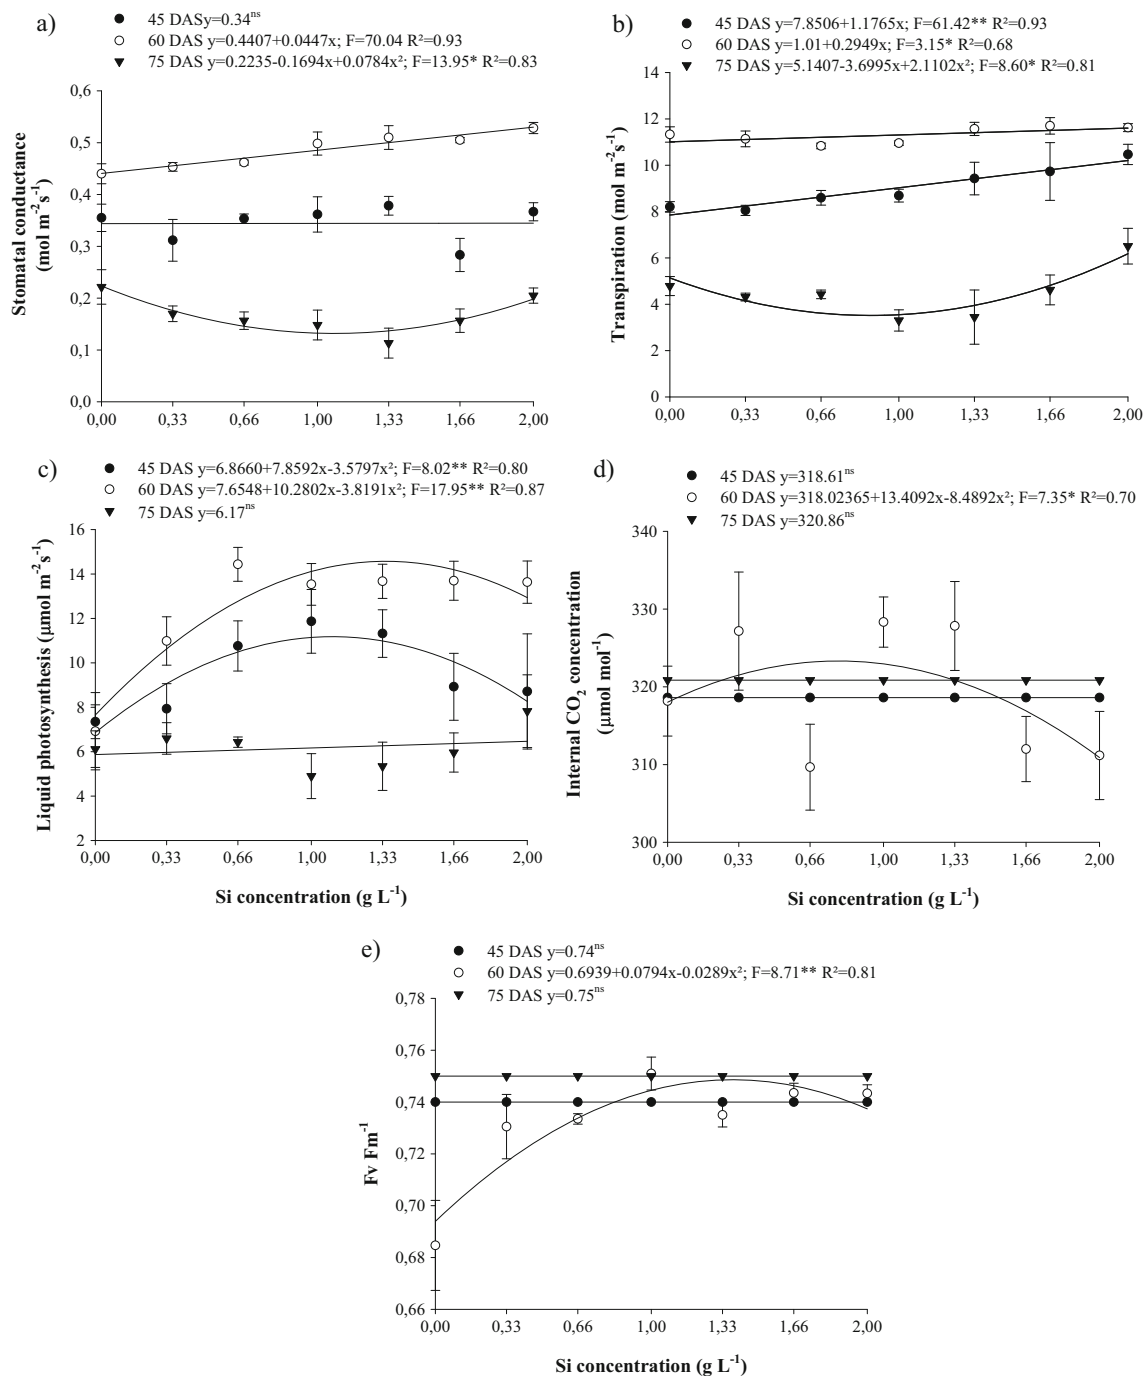 a)
45 DASy=0.34ns
60 DAS y=0.4407+0.0447x; F=70.04 R²=0.93
75 DAS y=0.2235-0.1694x+0.0784x²; F=13.95* R²=0.83
Stomatal conductance
(mol m⁻²s⁻¹)
0,6
0,5
0,4
0,3
0,2
0,1
0,0
0,00 0,33 0,66 1,00 1,33 1,66 2,00
b)
45 DAS y=7.8506+1.1765x; F=61.42** R²=0.93
60 DAS y=1.01+0.2949x; F=3.15* R²=0.68
75 DAS y=5.1407-3.6995x+2.1102x²; F=8.60* R²=0.81
Transpiration (mol m⁻²s⁻¹)
14
12
10
8
6
4
2
0
0,00 0,33 0,66 1,00 1,33 1,66 2,00
c)
45 DAS y=6.8660+7.8592x-3.5797x²; F=8.02** R²=0.80
60 DAS y=7.6548+10.2802x-3.8191x²; F=17.95** R²=0.87
75 DAS y=6.17ns
Liquid photosynthesis (µmol m⁻²s⁻¹)
16
14
12
10
8
6
4
2
0,00 0,33 0,66 1,00 1,33 1,66 2,00
Si concentration (g L⁻¹)
d)
45 DAS y=318.61ns
60 DAS y=318.02365+13.4092x-8.4892x²; F=7.35* R²=0.70
75 DAS y=320.86ns
Internal CO₂ concentration
(µmol mol⁻¹)
340
330
320
310
300
0,00 0,33 0,66 1,00 1,33 1,66 2,00
Si concentration (g L⁻¹)
e)
45 DAS y=0.74ns
60 DAS y=0.6939+0.0794x-0.0289x²; F=8.71** R²=0.81
75 DAS y=0.75ns
Fv Fm⁻¹
0,78
0,76
0,74
0,72
0,70
0,68
0,66
0,00 0,33 0,66 1,00 1,33 1,66 2,00
Si concentration (g L⁻¹)